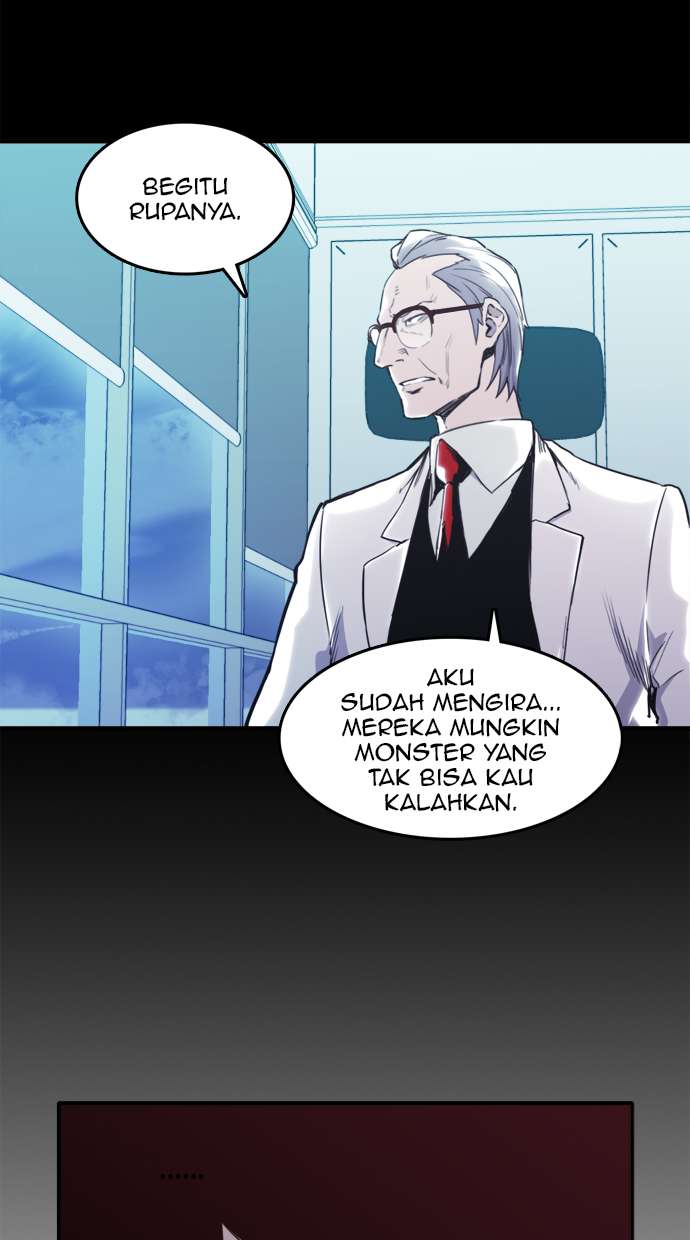 BEGITU
RUPANYA.
AKU
SUDAH MENGIRA...
MEREKA MUNGKIN
MONSTER YANG
TAK BISA KAU
KALAHKAN.
......